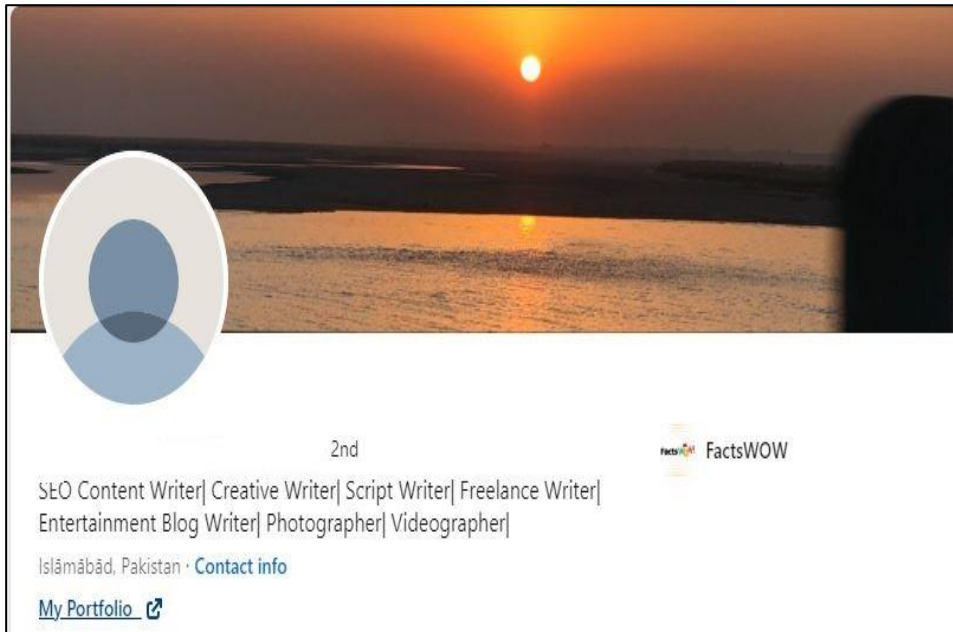 2nd
FactsWOW FactsWOW
SEO Content Writer| Creative Writer| Script Writer| Freelance Writer|
Entertainment Blog Writer| Photographer| Videographer|
Islāmābād, Pakistan · Contact info
My Portfolio